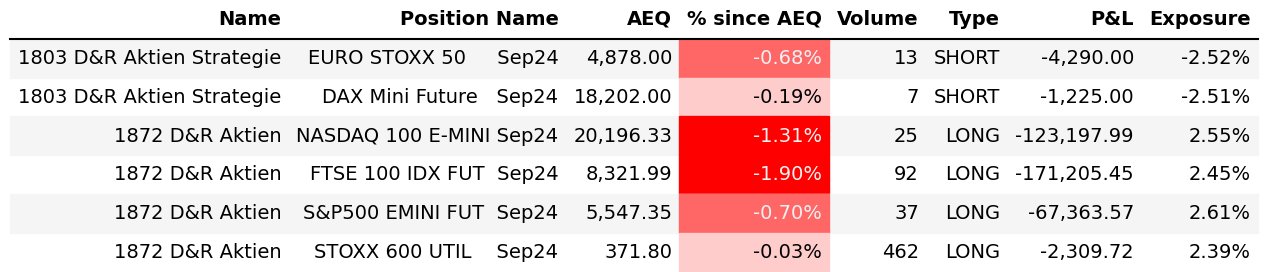 Name Position Name AEQ % since AEQ Volume Type P&L Exposure
1803 D&R Aktien Strategie EURO STOXX 50 Sep24 4,878.00 -0.68% 13 SHORT -4,290.00 -2.52%
1803 D&R Aktien Strategie DAX Mini Future Sep24 18,202.00 -0.19% 7 SHORT -1,225.00 -2.51%
1872 D&R Aktien NASDAQ 100 E-MINI Sep24 20,196.33 -1.31% 25 LONG -123,197.99 2.55%
1872 D&R Aktien FTSE 100 IDX FUT Sep24 8,321.99 -1.90% 92 LONG -171,205.45 2.45%
1872 D&R Aktien S&P500 EMINI FUT Sep24 5,547.35 -0.70% 37 LONG -67,363.57 2.61%
1872 D&R Aktien STOXX 600 UTIL Sep24 371.80 -0.03% 462 LONG -2,309.72 2.39%